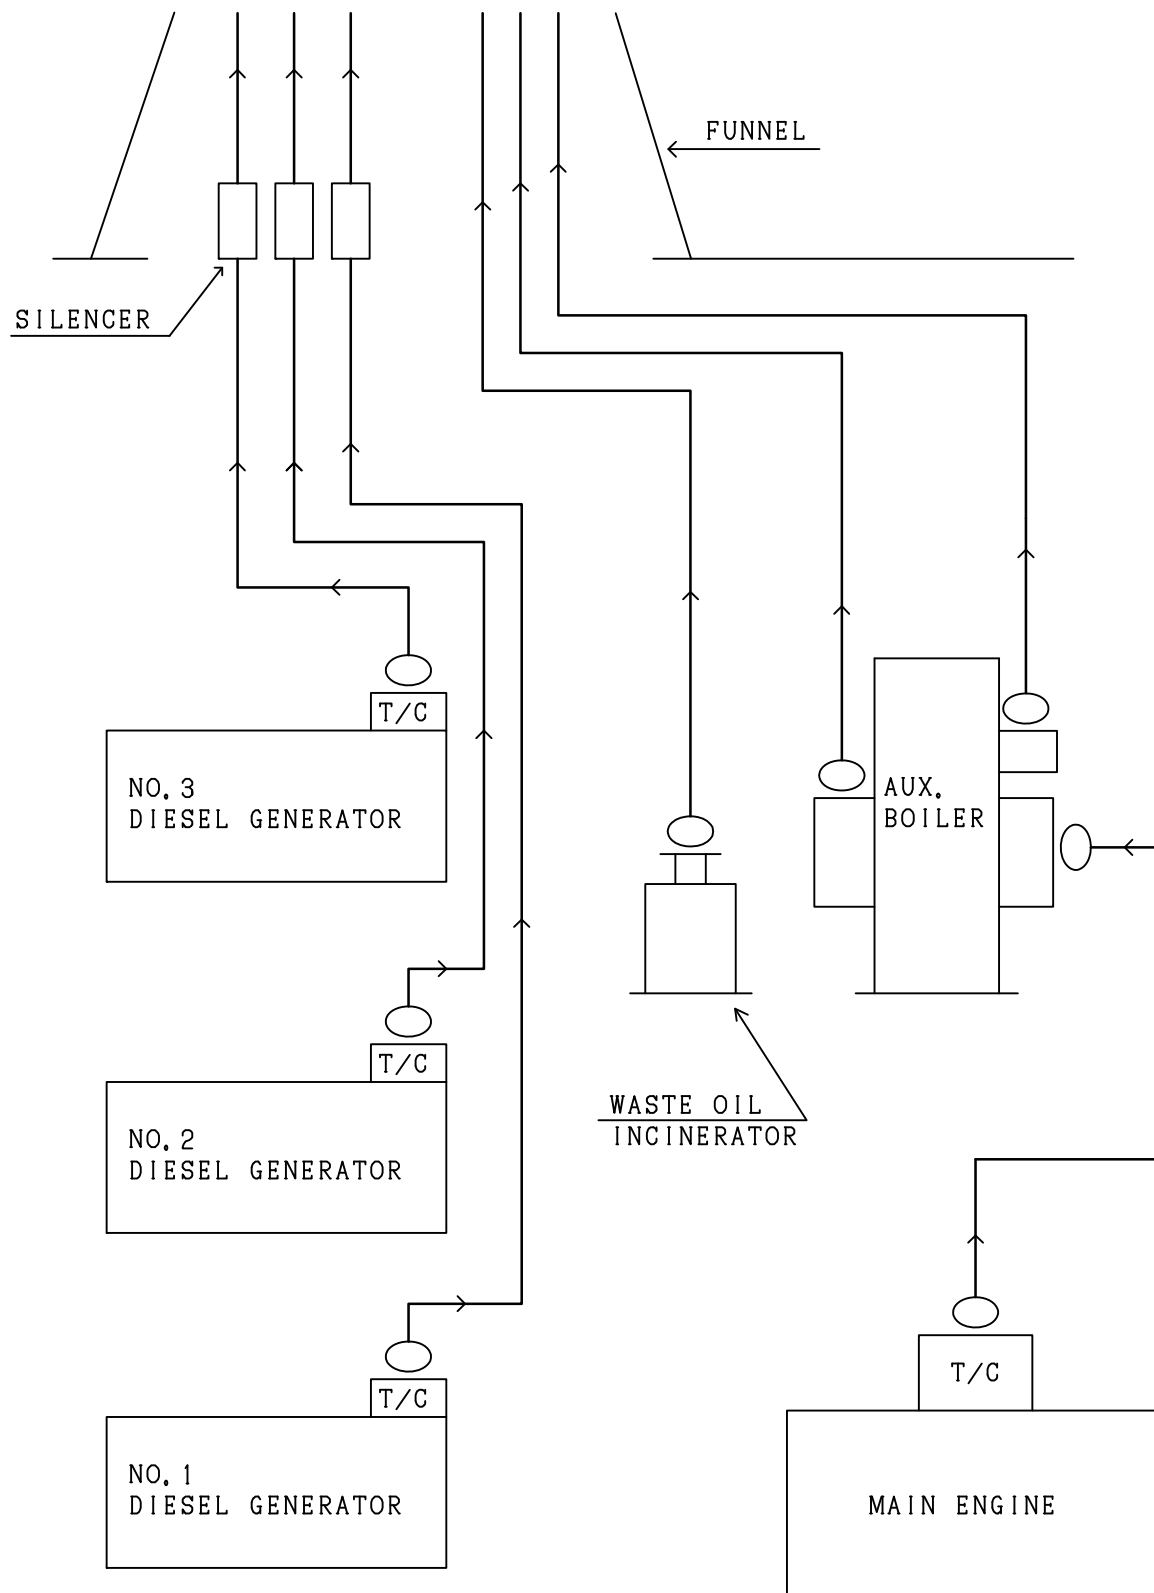 FUNNEL
SILENCER
T/C
NO. 3
DIESEL GENERATOR
AUX.
BOILER
T/C
WASTE OIL
INCINERATOR
NO. 2
DIESEL GENERATOR
T/C
T/C
NO. 1
DIESEL GENERATOR
MAIN ENGINE